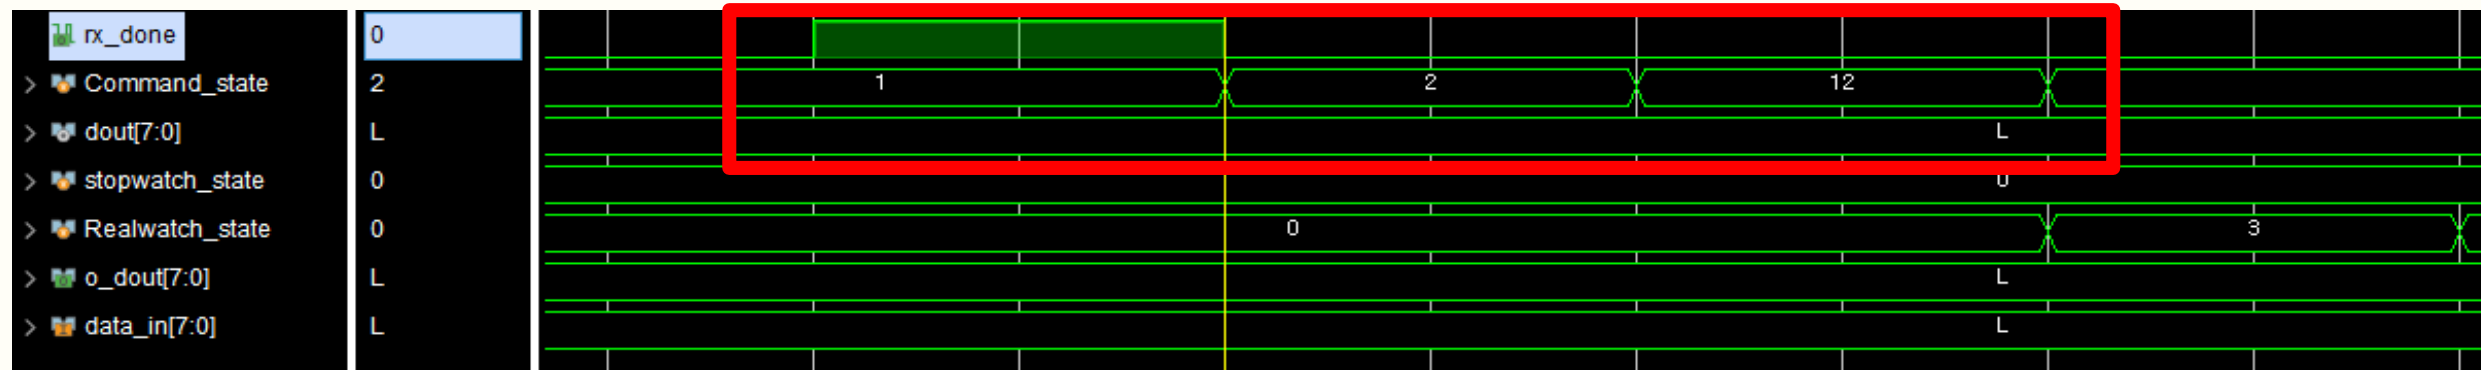 rx_done 0
Command_state 2 1 2 12
dout[7:0] L L
stopwatch_state 0 0
Realwatch_state 0 0 3
o_dout[7:0] L L
data_in[7:0] L L